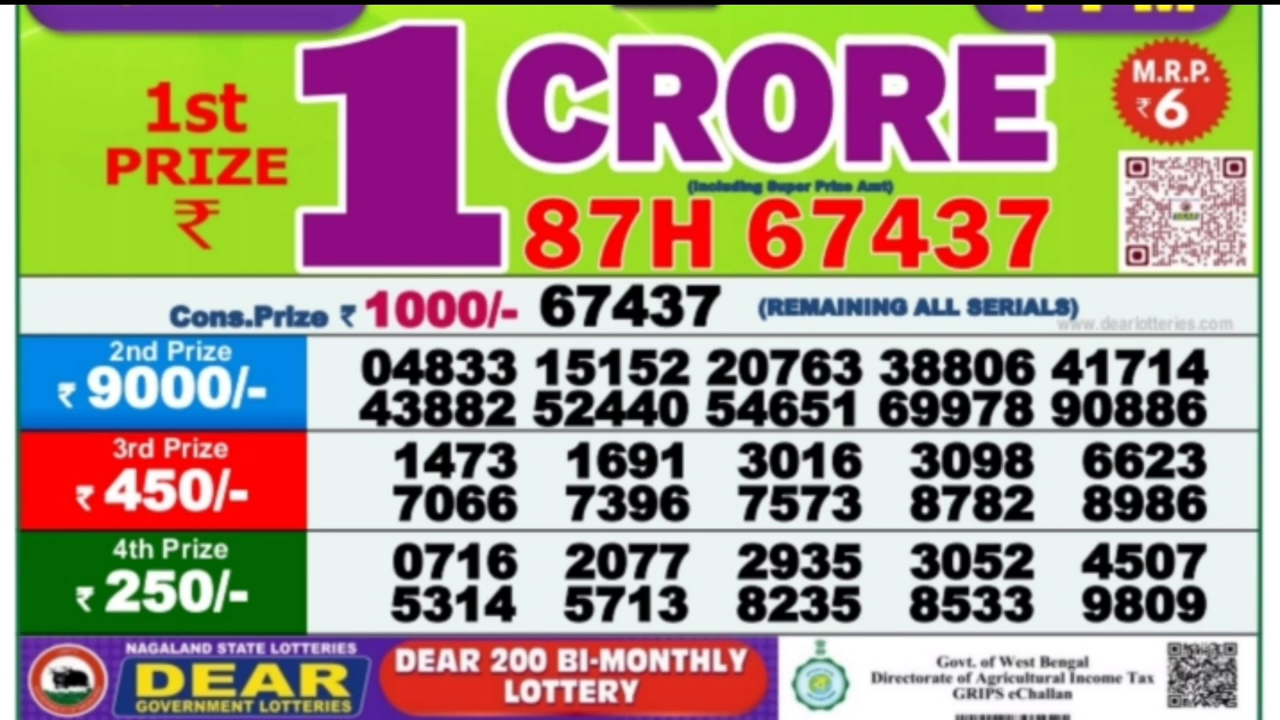 1st
PRIZE
₹
1 CRORE
(Including Super Prize Amt)
87H 67437
M.R.P.
₹6
Cons.Prize ₹ 1000/- 67437 (REMAINING ALL SERIALS)
www.dearlotteries.com
2nd Prize
₹ 9000/-
04833 15152 20763 38806 41714
43882 52440 54651 69978 90886
3rd Prize
₹ 450/-
1473 1691 3016 3098 6623
7066 7396 7573 8782 8986
4th Prize
₹ 250/-
0716 2077 2935 3052 4507
5314 5713 8235 8533 9809
NAGALAND STATE LOTTERIES
DEAR
GOVERNMENT LOTTERIES
DEAR 200 BI-MONTHLY
LOTTERY
Govt. of West Bengal
Directorate of Agricultural Income Tax
GRIPS eChallan